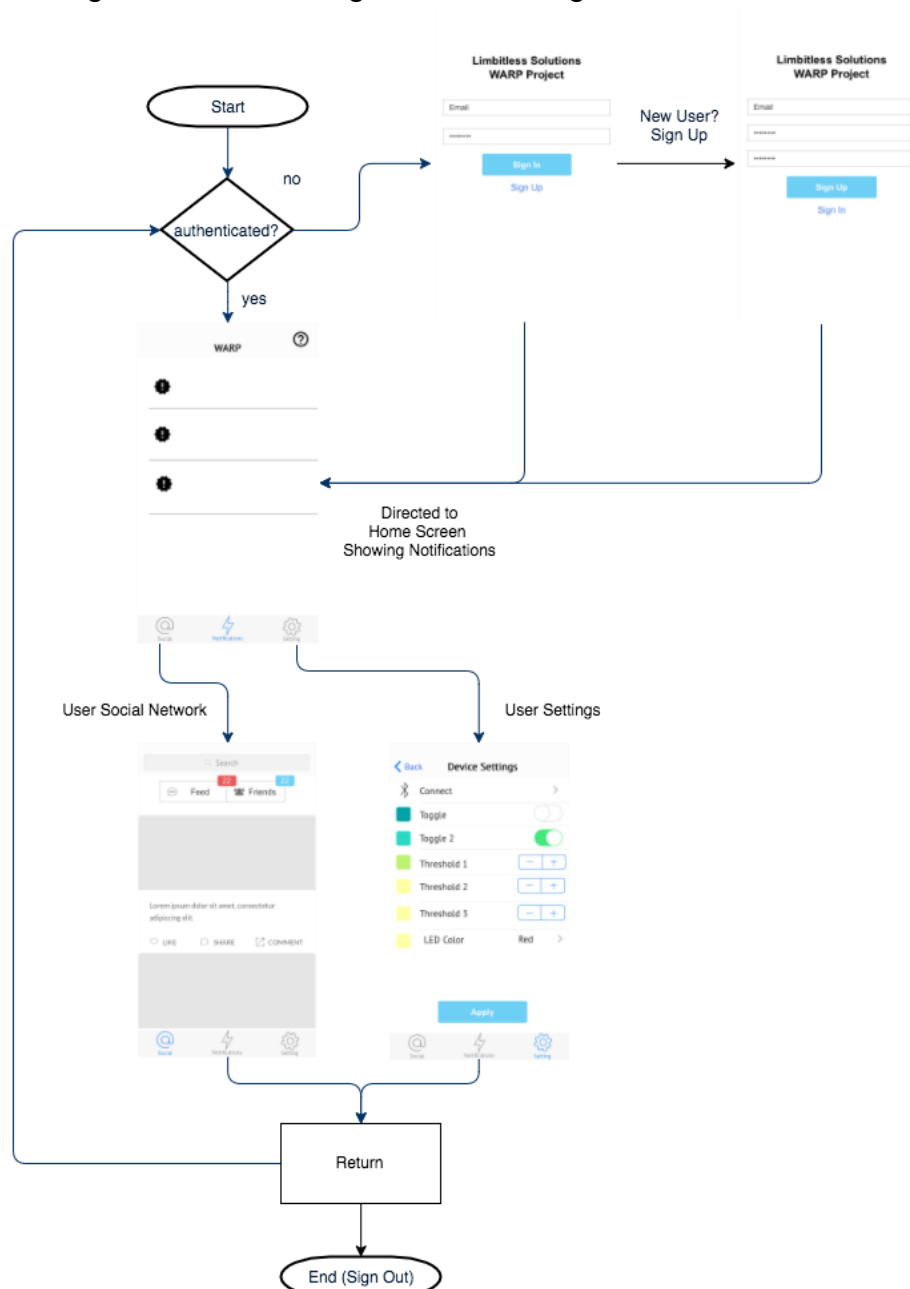 Limbitless Solutions
WARP Project
Email
Sign In
Sign Up
New User?
Sign Up
Limbitless Solutions
WARP Project
Email
Sign Up
Sign In
Start
no
authenticated?
yes
WARP
Directed to
Home Screen
Showing Notifications
Social
Notifications
Setting
User Social Network
User Settings
Search
22
22
Feed
Friends
Lorem ipsum dolor sit amet, consectetur
adipiscing elit.
LIKE
SHARE
COMMENT
Social
Notifications
Setting
Back
Device Settings
Connect
Toggle
Toggle 2
Threshold 1
Threshold 2
Threshold 3
LED Color
Red
Apply
Social
Notifications
Setting
Return
End (Sign Out)